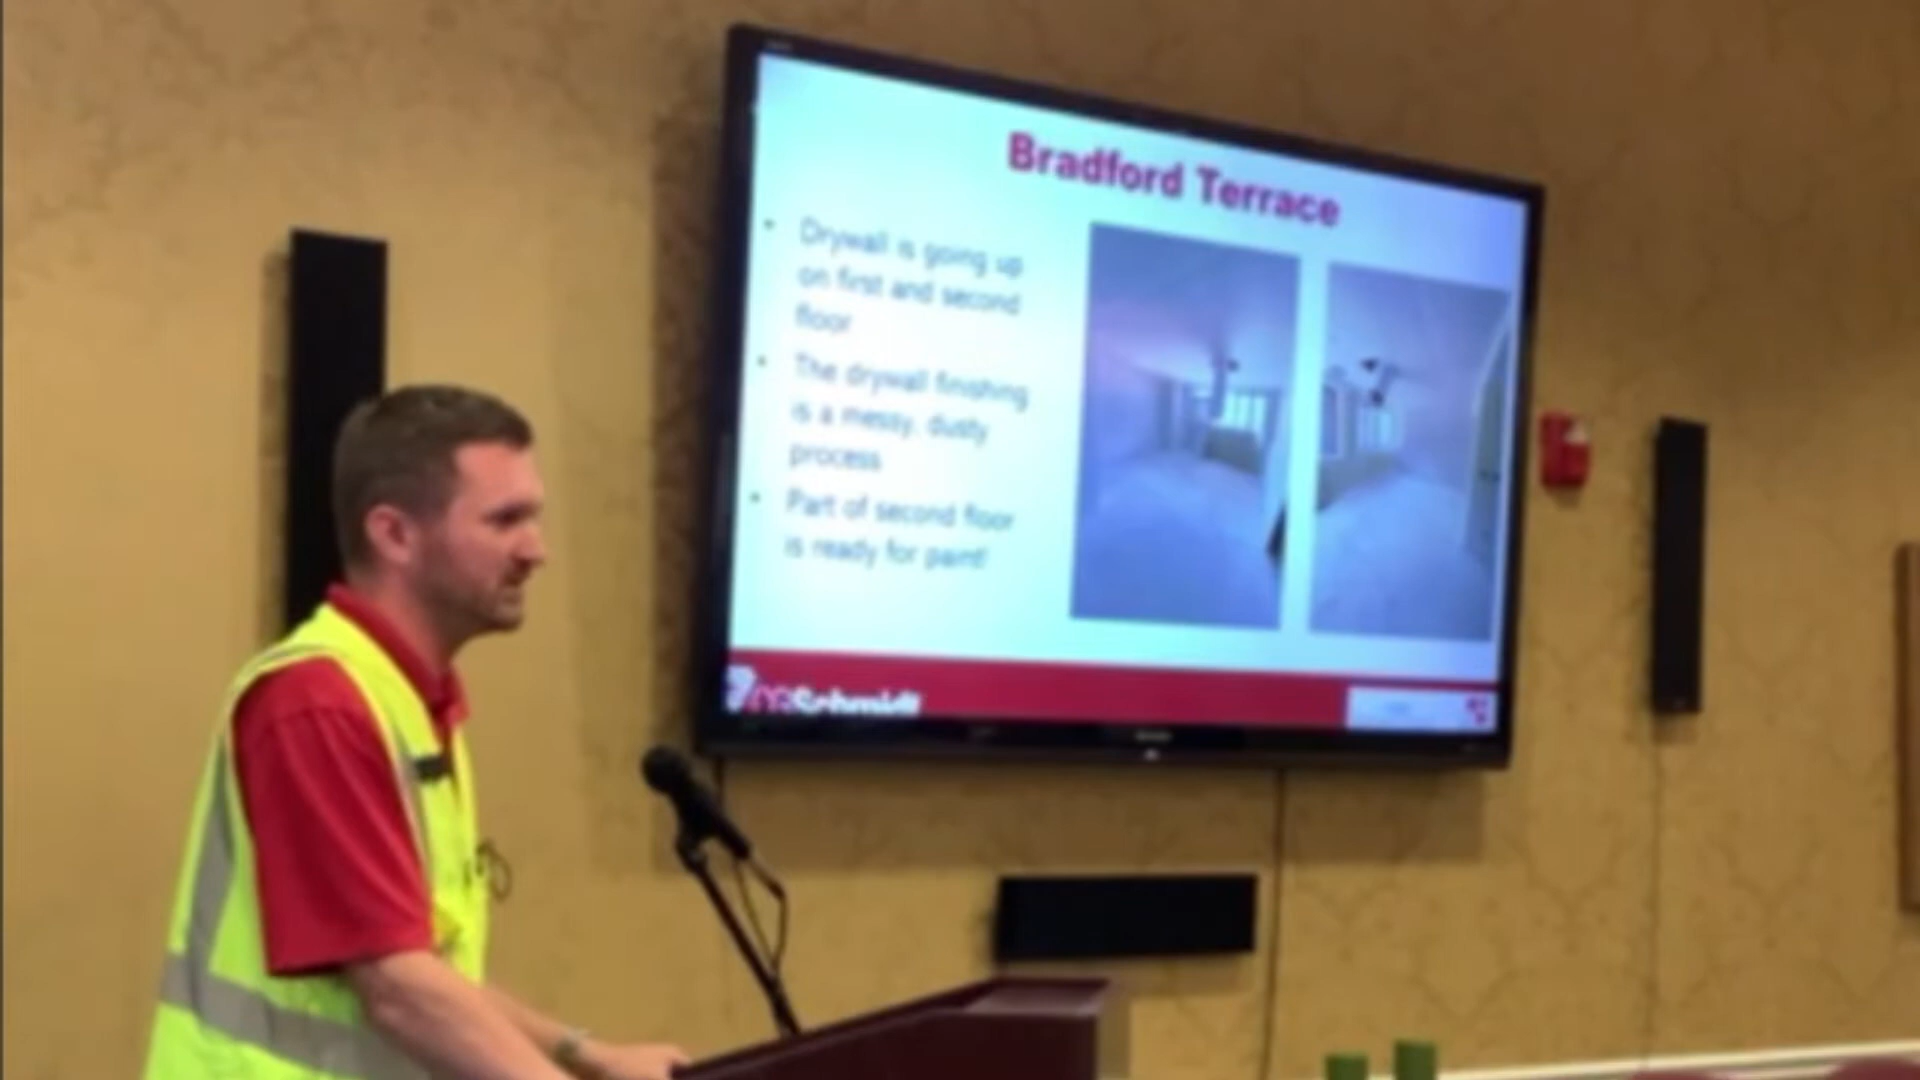 Bradford Terrace
• Drywall is going up
on first and second
floor
• The drywall finishing
is a messy, dusty
process
• Part of second floor
is ready for paint!
Schmidt